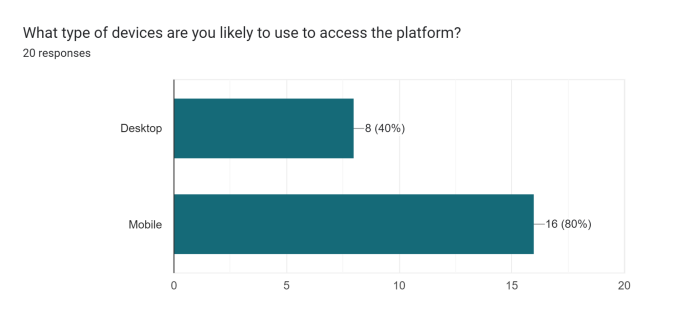 What type of devices are you likely to use to access the platform?
20 responses
Desktop
8 (40%)
Mobile
16 (80%)
0 5 10 15 20